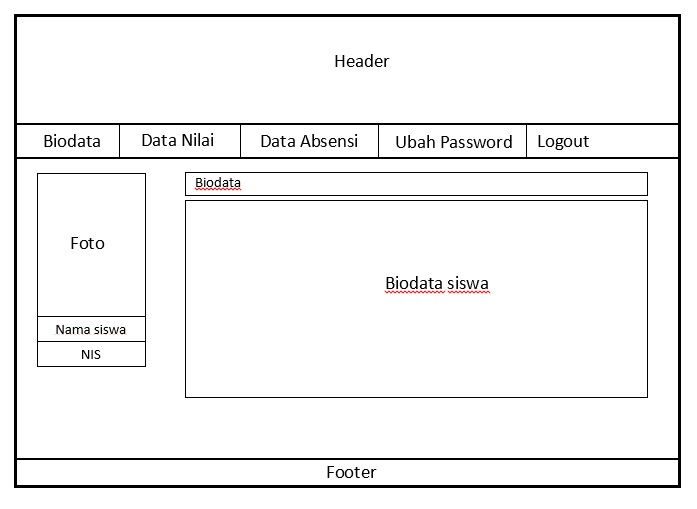 Header
Biodata
Data Nilai
Data Absensi
Ubah Password
Logout
Foto
Nama siswa
NIS
Biodata
Biodata siswa
Footer